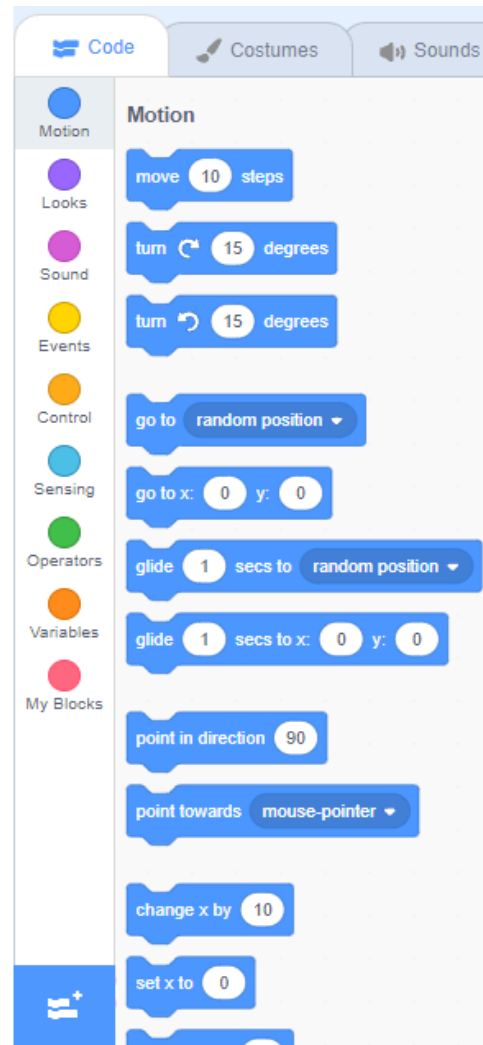 Code Costumes Sounds
Motion
Looks
Sound
Events
Control
Sensing
Operators
Variables
My Blocks
Motion
move 10 steps
turn 15 degrees
turn 15 degrees
go to random position
go to x: 0 y: 0
glide 1 secs to random position
glide 1 secs to x: 0 y: 0
point in direction 90
point towards mouse-pointer
change x by 10
set x to 0